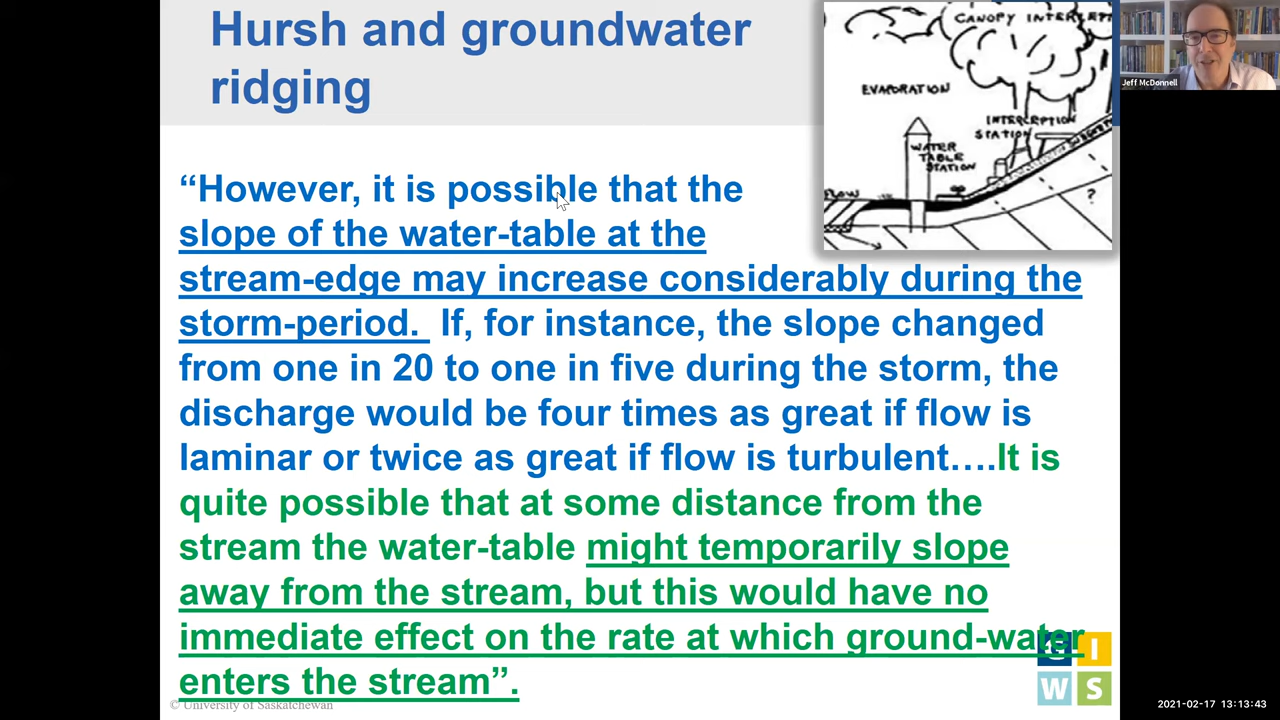 Hursh and groundwater
ridging
CANOPY
EVAPORATION
INTERCEPTION
STATION
WATER
TABLE
STATION
?
Jeff McDonnell
“However, it is possible that the
slope of the water-table at the
stream-edge may increase considerably during the
storm-period. If, for instance, the slope changed
from one in 20 to one in five during the storm, the
discharge would be four times as great if flow is
laminar or twice as great if flow is turbulent….It is
quite possible that at some distance from the
stream the water-table might temporarily slope
away from the stream, but this would have no
immediate effect on the rate at which ground-water
enters the stream”.
G I
W S
© University of Saskatchewan
2021-02-17 13:13:43